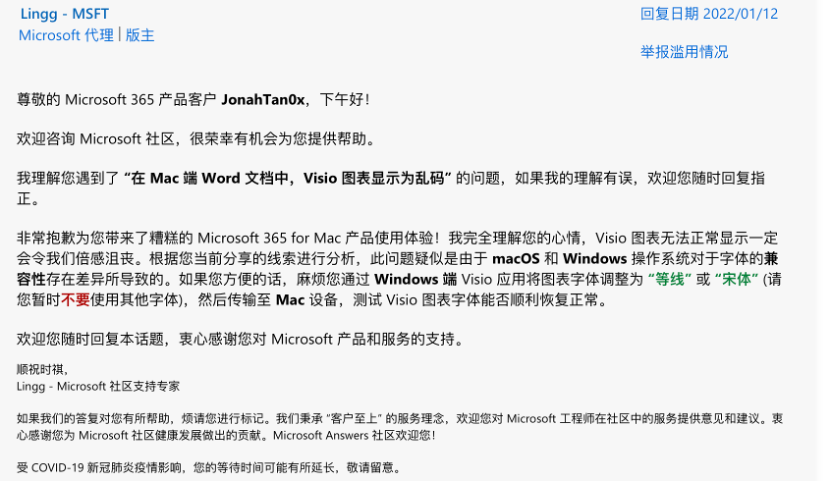 Lingg - MSFT
Microsoft 代理 | 版主
回复日期 2022/01/12
举报滥用情况
尊敬的 Microsoft 365 产品客户 JonahTan0x，下午好！
欢迎咨询 Microsoft 社区，很荣幸有机会为您提供帮助。
我理解您遇到了 “在 Mac 端 Word 文档中，Visio 图表显示为乱码” 的问题，如果我的理解有误，欢迎您随时回复指
正。
非常抱歉为您带来了糟糕的 Microsoft 365 for Mac 产品使用体验！我完全理解您的心情，Visio 图表无法正常显示一定
会令我们倍感沮丧。根据您当前分享的线索进行分析，此问题疑似是由于 macOS 和 Windows 操作系统对于字体的兼
容性存在差异所导致的。如果您方便的话，麻烦您通过 Windows 端 Visio 应用将图表字体调整为 “等线” 或 “宋体” (请
您暂时不要使用其他字体)，然后传输至 Mac 设备，测试 Visio 图表字体能否顺利恢复正常。
欢迎您随时回复本话题，衷心感谢您对 Microsoft 产品和服务的支持。
顺祝时祺，
Lingg - Microsoft 社区支持专家
如果我们的答复对您有所帮助，烦请您进行标记。我们秉承 “客户至上” 的服务理念，欢迎您对 Microsoft 工程师在社区中的服务提供意见和建议。衷
心感谢您为 Microsoft 社区健康发展做出的贡献。Microsoft Answers 社区欢迎您！
受 COVID-19 新冠肺炎疫情影响，您的等待时间可能有所延长，敬请留意。